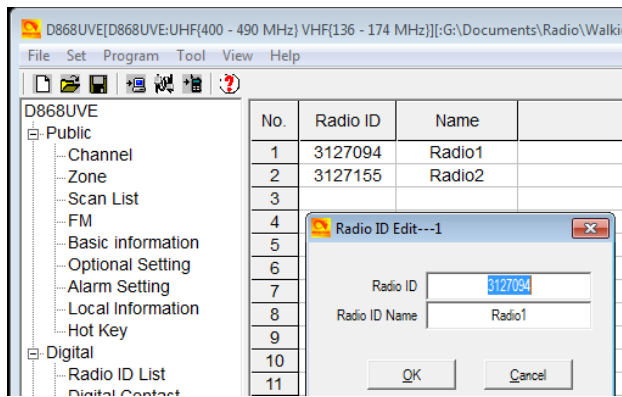 D868UVE[D868UVE:UHF{400 - 490 MHz} VHF{136 - 174 MHz}][:G:\Documents\Radio\Walki
File Set Program Tool View Help
D868UVE
Public
Channel
Zone
Scan List
FM
Basic information
Optional Setting
Alarm Setting
Local Information
Hot Key
Digital
Radio ID List
Digital Contact
No. Radio ID Name
1 3127094 Radio1
2 3127155 Radio2
3
4
5
6
7
8
9
10
11
Radio ID Edit---1
Radio ID 3127094
Radio ID Name Radio1
OK Cancel